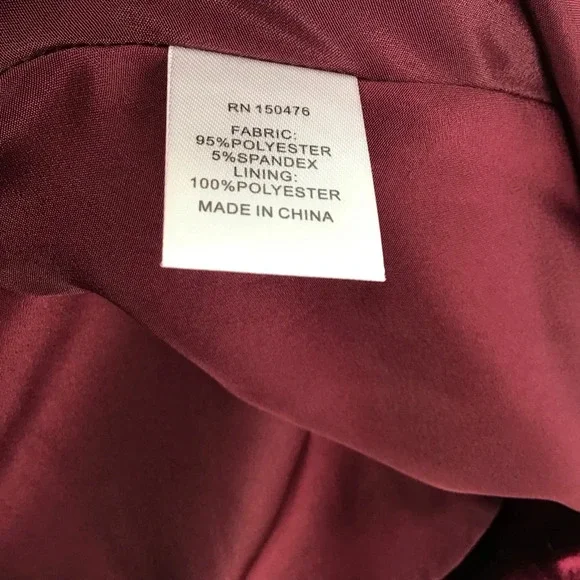 RN 150476
FABRIC:
95%POLYESTER
5%SPANDEX
LINING:
100%POLYESTER
MADE IN CHINA